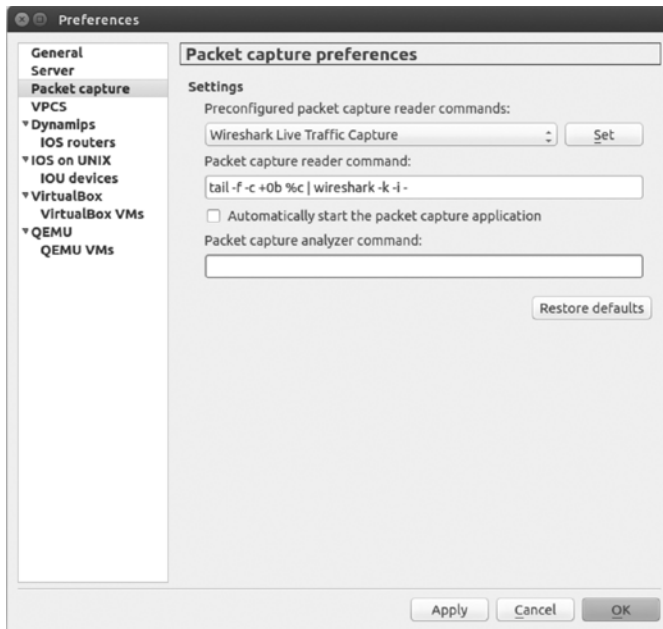 Preferences
General
Server
Packet capture
VPCS
Dynamips
IOS routers
IOS on UNIX
IOU devices
VirtualBox
VirtualBox VMs
QEMU
QEMU VMs
Packet capture preferences
Settings
Preconfigured packet capture reader commands:
Wireshark Live Traffic Capture
Set
Packet capture reader command:
tail -f -c +0b %c | wireshark -k -i -
Automatically start the packet capture application
Packet capture analyzer command:
Restore defaults
Apply
Cancel
OK